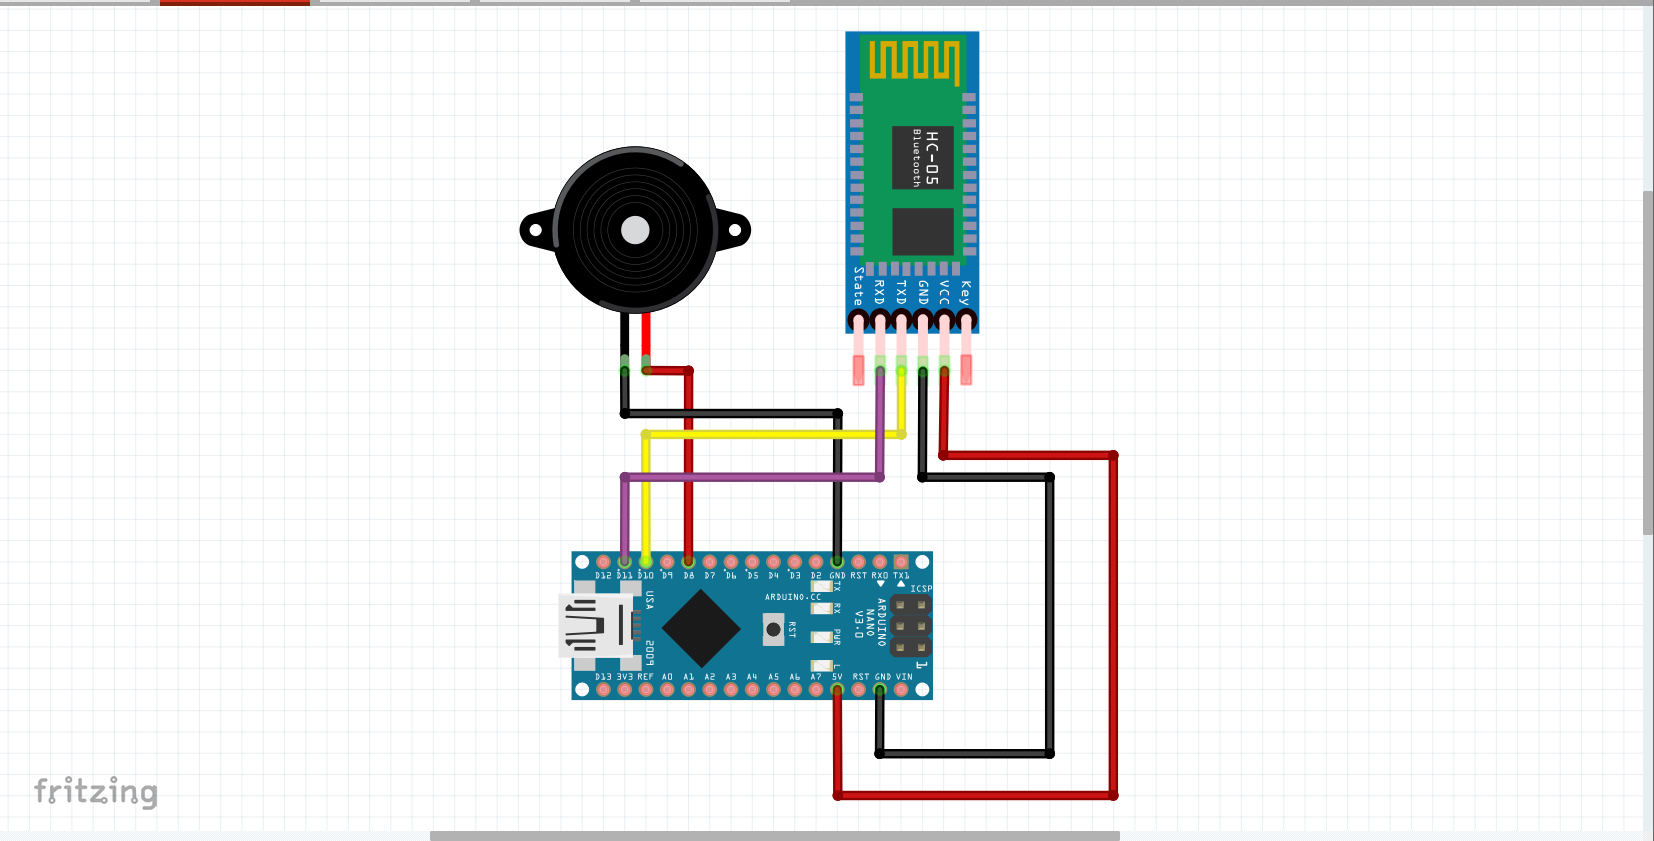 HC-05
Bluetooth
State
RXD
TXD
GND
VCC
Key
D12 D11 D10 D9 D8 D7 D6 D5 D4 D3 D2 GND RST RX0 TX1
TX
RX
PWR
L
USA
2009
ARDUINO.CC
RST
ARDUINO
NANO
V3.0
ICSP
1
D13 3V3 REF A0 A1 A2 A3 A4 A5 A6 A7 5V RST GND VIN
fritzing